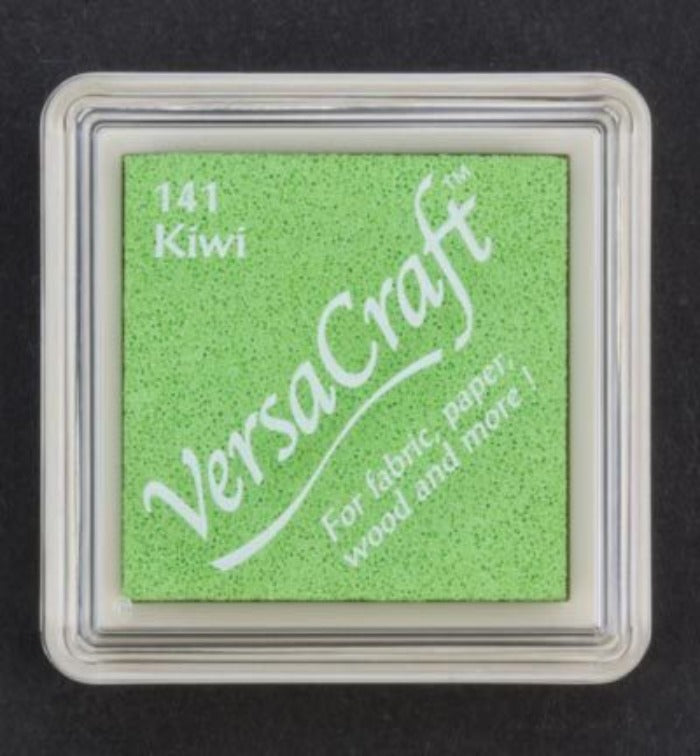 141
Kiwi
VersaCraft™
For fabric, paper,
wood and more !